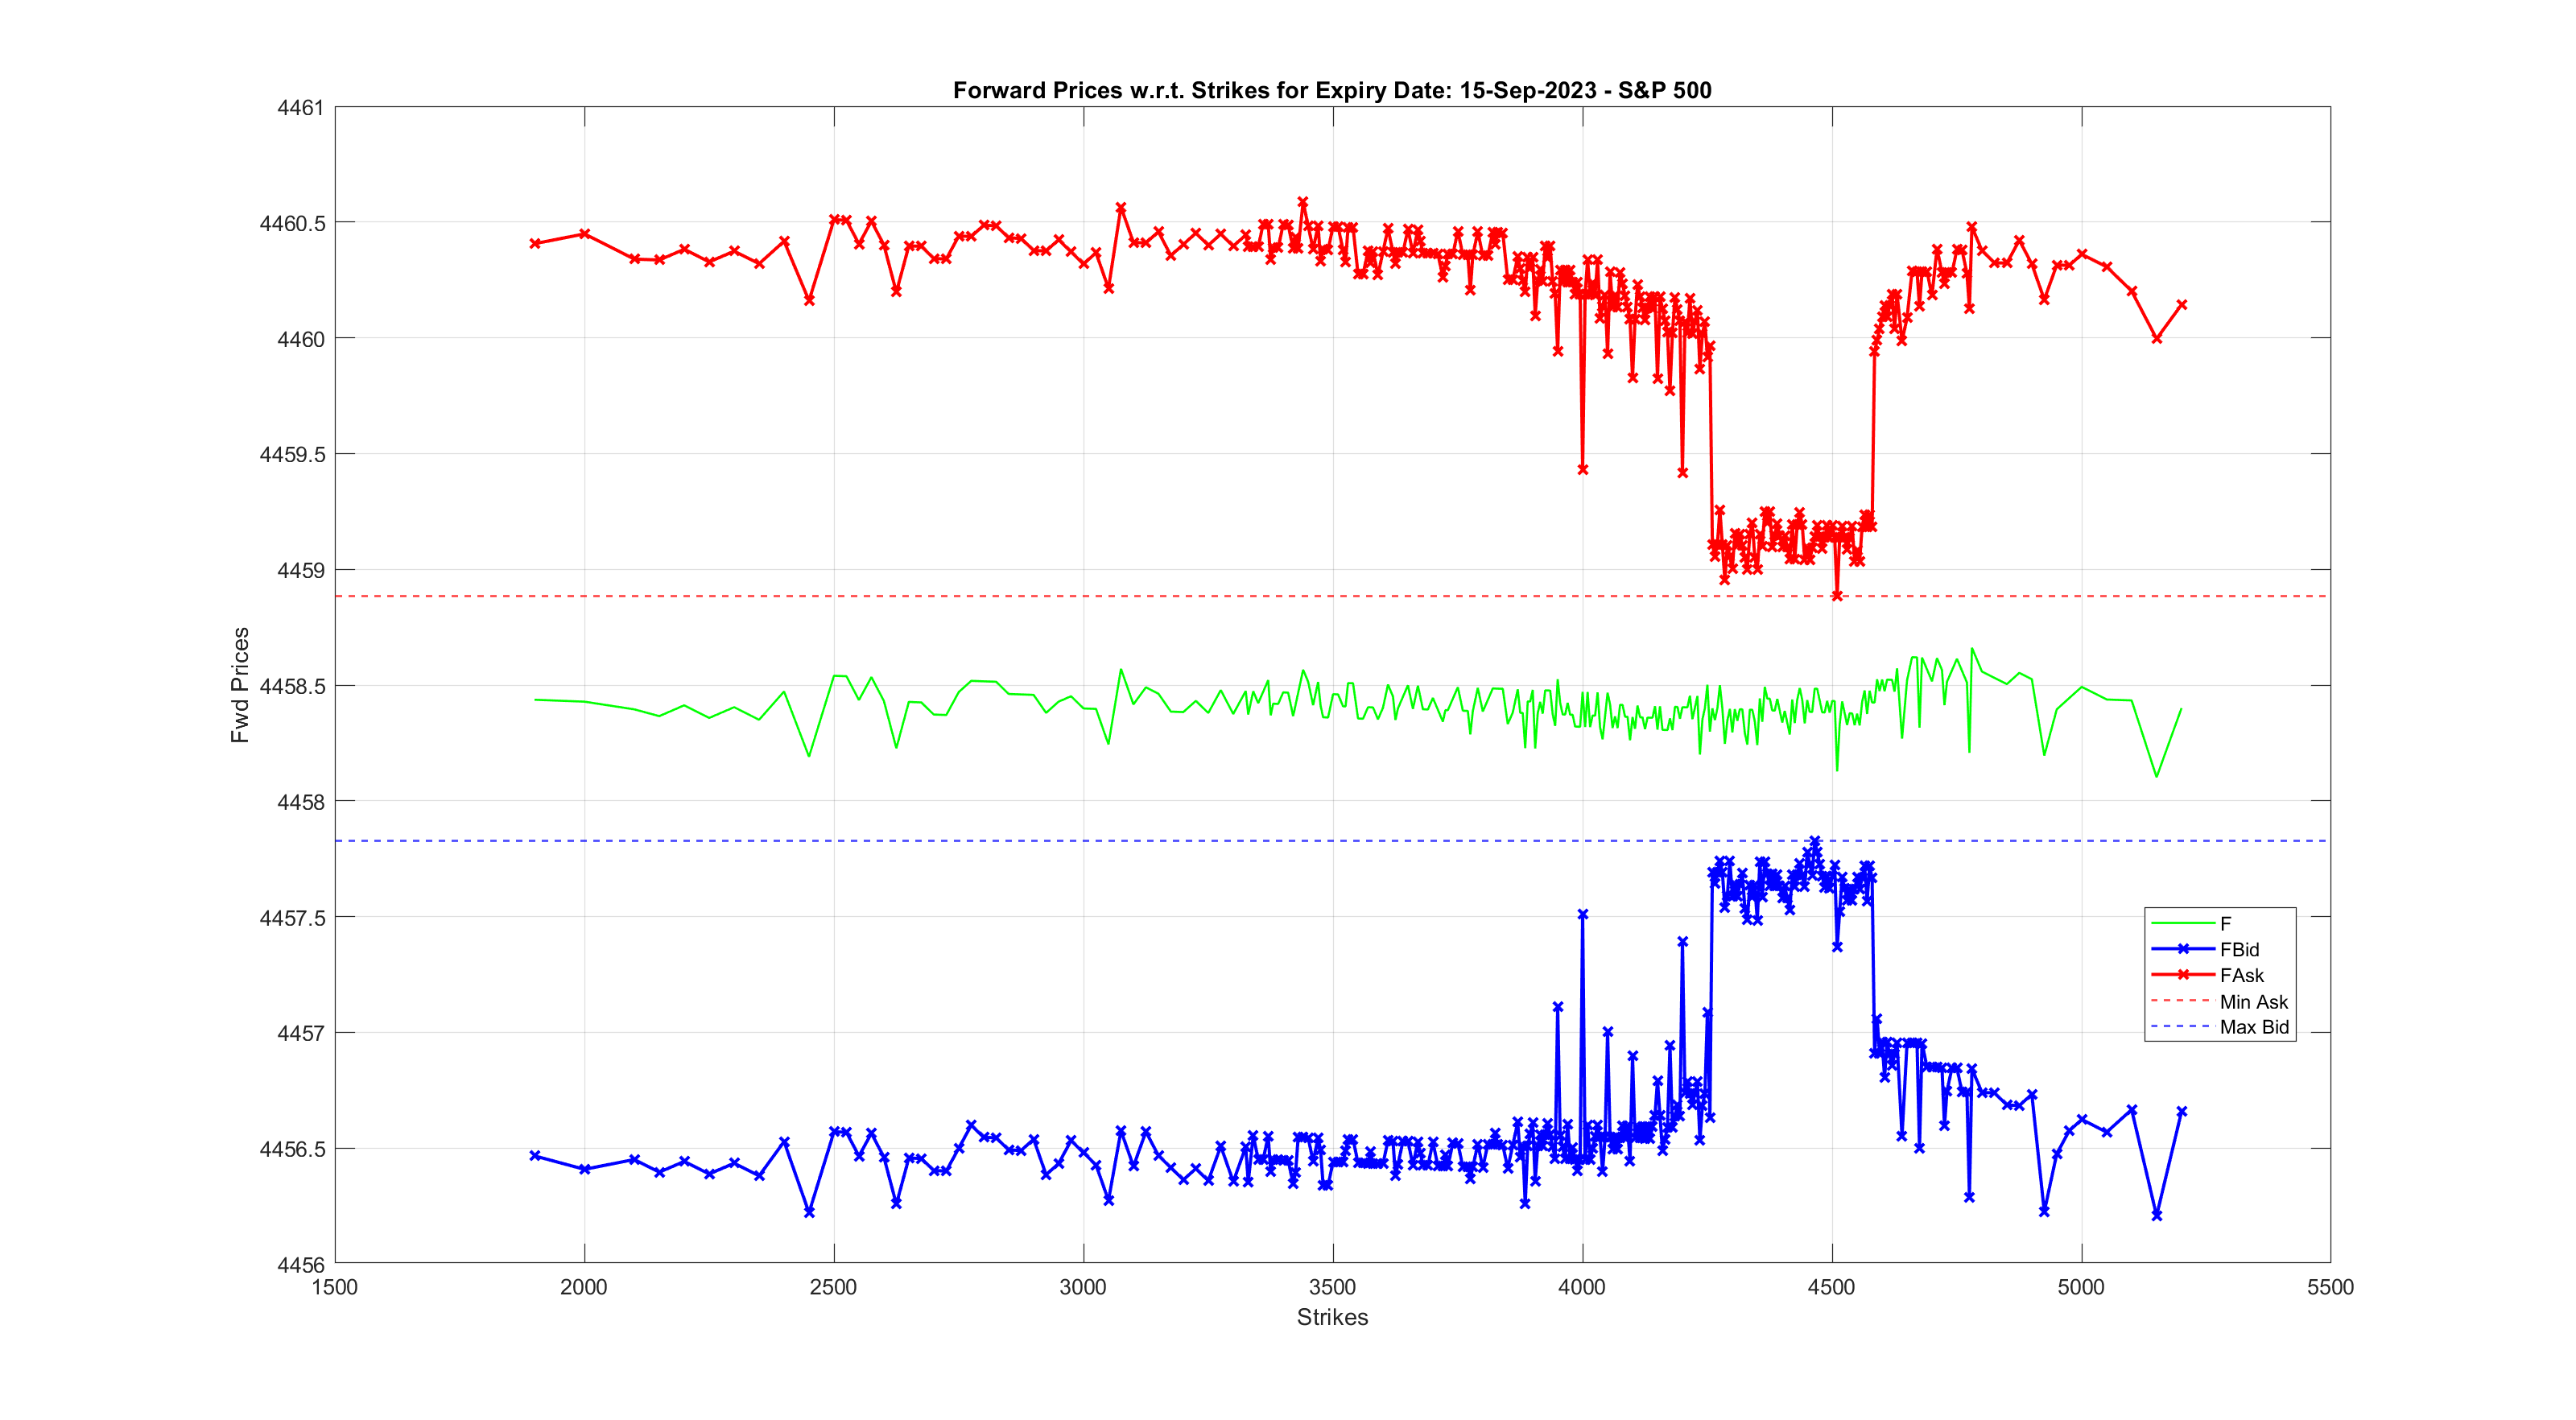 Forward Prices w.r.t. Strikes for Expiry Date: 15-Sep-2023 - S&P 500
4461
4460.5
4460
4459.5
4459
4458.5
4458
4457.5
4457
4456.5
4456
Fwd Prices
F
FBid
FAsk
Min Ask
Max Bid
1500 2000 2500 3000 3500 4000 4500 5000 5500
Strikes